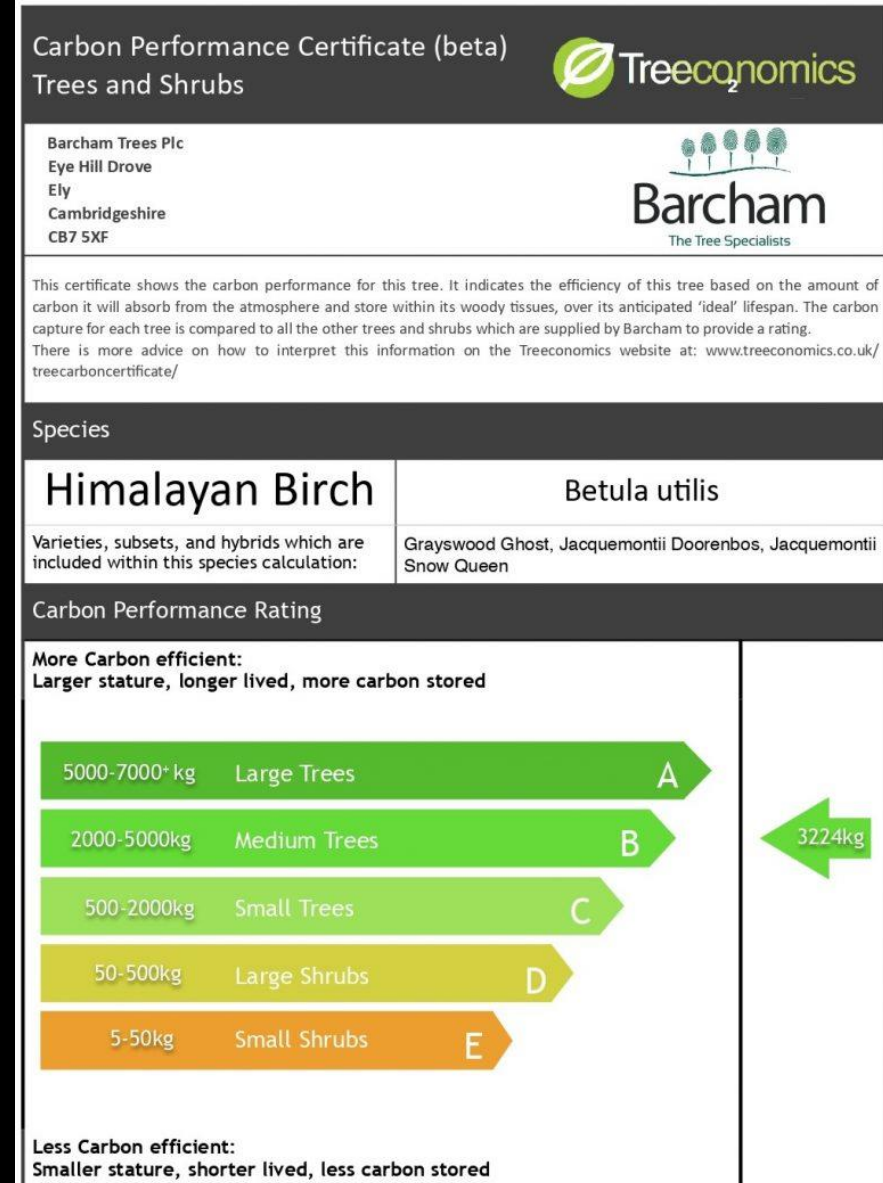 Carbon Performance Certificate (beta)
Trees and Shrubs
Treeco2nomics
Barcham Trees Plc
Eye Hill Drove
Ely
Cambridgeshire
CB7 5XF
Barcham
The Tree Specialists
This certificate shows the carbon performance for this tree. It indicates the efficiency of this tree based on the amount of
carbon it will absorb from the atmosphere and store within its woody tissues, over its anticipated ‘ideal’ lifespan. The carbon
capture for each tree is compared to all the other trees and shrubs which are supplied by Barcham to provide a rating.
There is more advice on how to interpret this information on the Treeconomics website at: www.treeconomics.co.uk/
treecarboncertificate/
Species
Himalayan Birch
Betula utilis
Varieties, subsets, and hybrids which are
included within this species calculation:
Grayswood Ghost, Jacquemontii Doorenbos, Jacquemontii
Snow Queen
Carbon Performance Rating
More Carbon efficient:
Larger stature, longer lived, more carbon stored
5000-7000+ kg Large Trees A
2000-5000kg Medium Trees B
3224kg
500-2000kg Small Trees C
50-500kg Large Shrubs D
5-50kg Small Shrubs E
Less Carbon efficient:
Smaller stature, shorter lived, less carbon stored